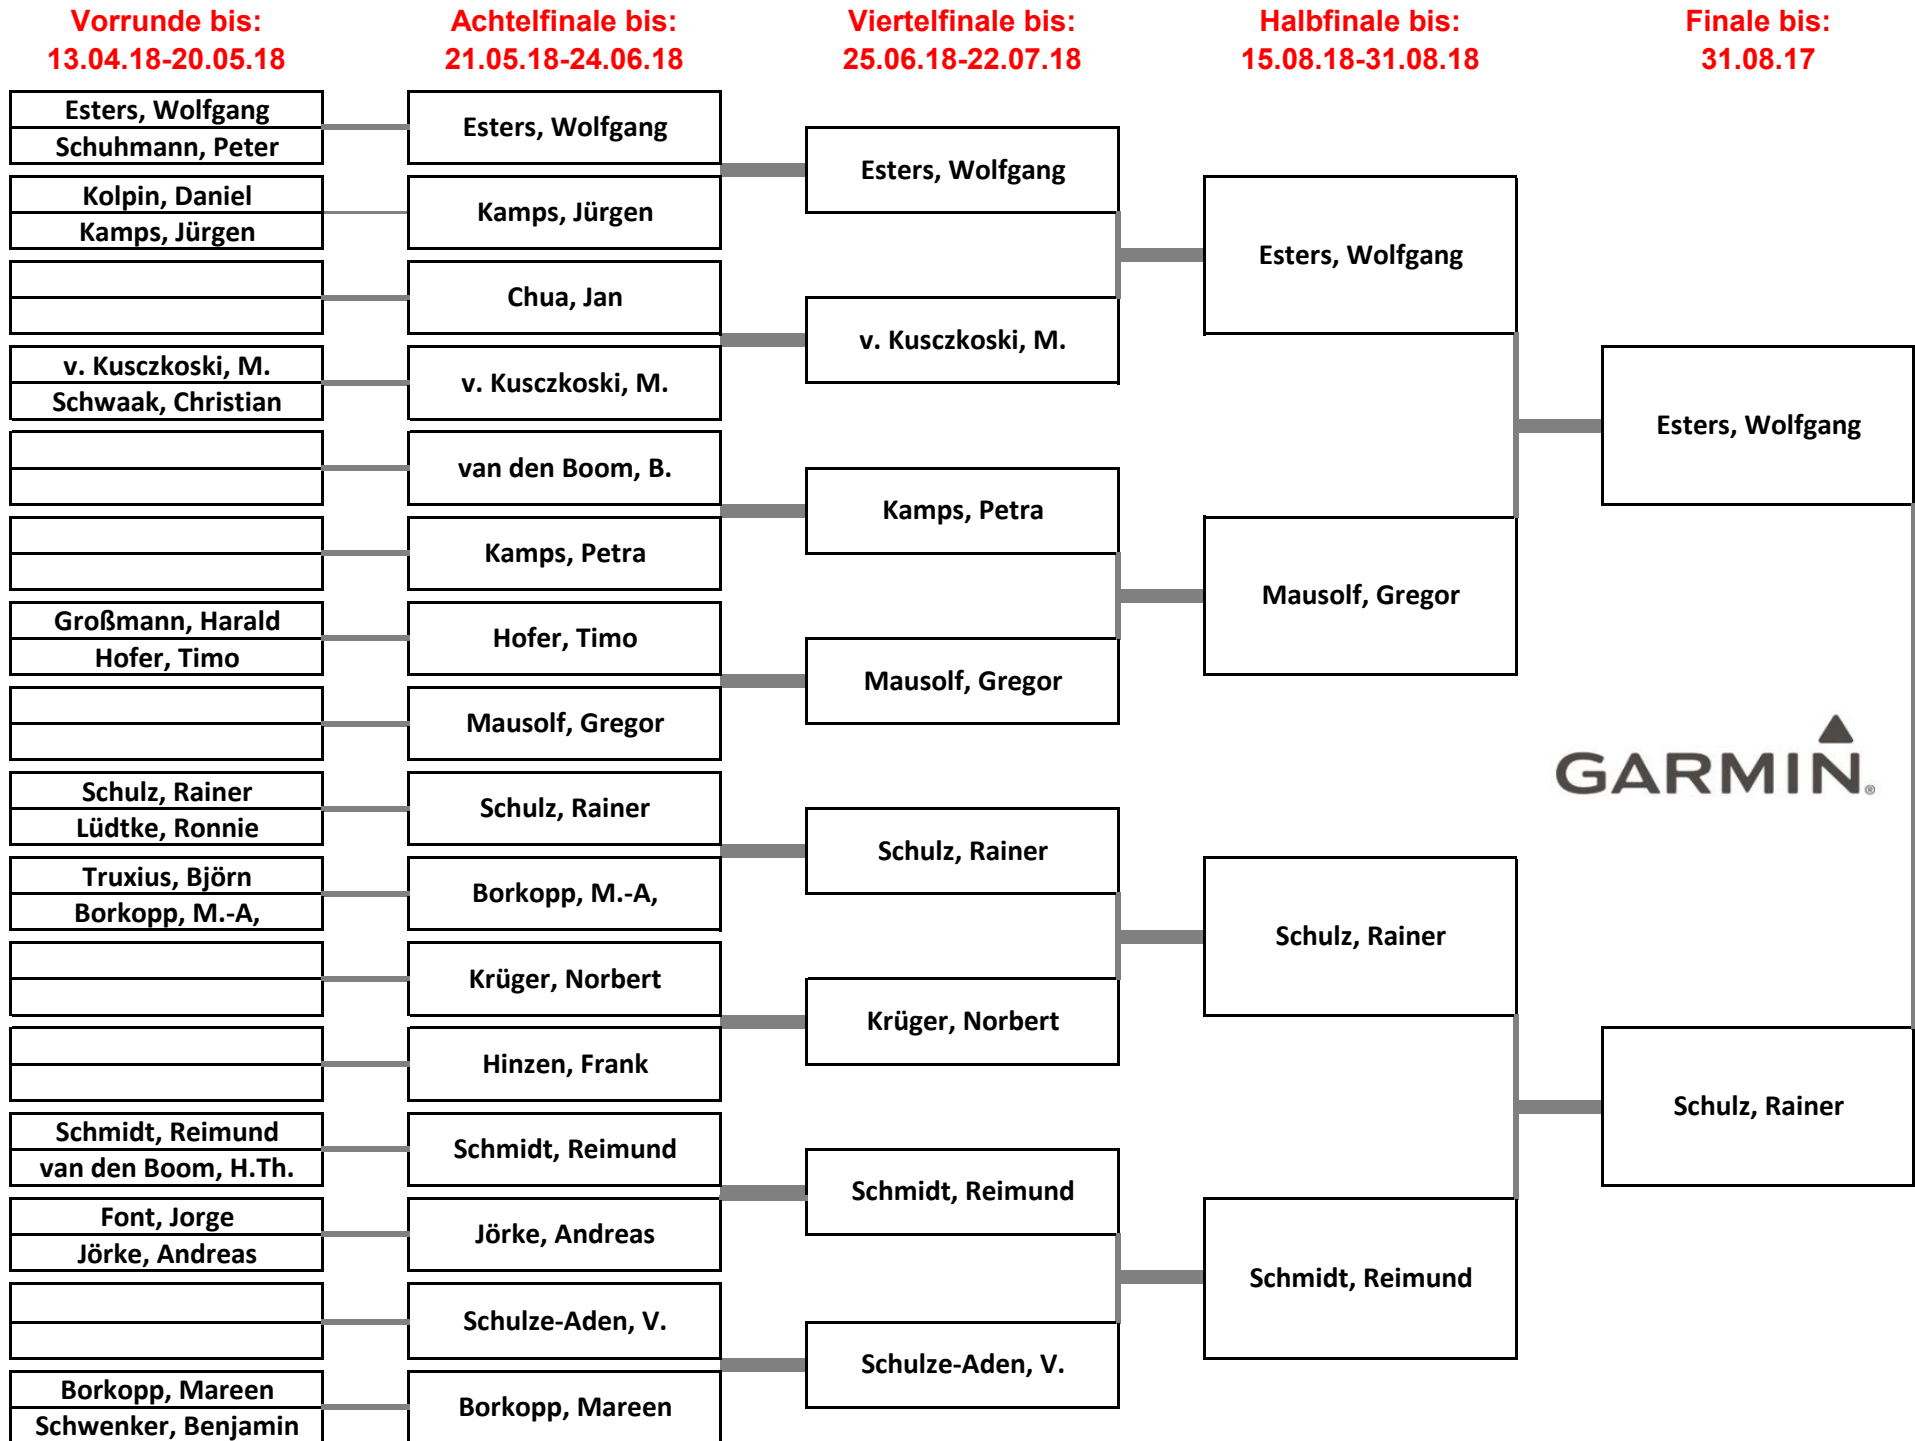 Vorrunde bis:
13.04.18-20.05.18
Esters, Wolfgang
Schuhmann, Peter
Kolpin, Daniel
Kamps, Jürgen
v. Kusczkoski, M.
Schwaak, Christian
Großmann, Harald
Hofer, Timo
Schulz, Rainer
Lüdtke, Ronnie
Truxius, Björn
Borkopp, M.-A,
Schmidt, Reimund
van den Boom, H.Th.
Font, Jorge
Jörke, Andreas
Borkopp, Mareen
Schwenker, Benjamin
Achtelfinale bis:
21.05.18-24.06.18
Esters, Wolfgang
Kamps, Jürgen
Chua, Jan
v. Kusczkoski, M.
van den Boom, B.
Kamps, Petra
Hofer, Timo
Mausolf, Gregor
Schulz, Rainer
Borkopp, M.-A,
Krüger, Norbert
Hinzen, Frank
Schmidt, Reimund
Jörke, Andreas
Schulze-Aden, V.
Borkopp, Mareen
Viertelfinale bis:
25.06.18-22.07.18
Esters, Wolfgang
v. Kusczkoski, M.
Kamps, Petra
Mausolf, Gregor
Schulz, Rainer
Krüger, Norbert
Schmidt, Reimund
Schulze-Aden, V.
Halbfinale bis:
15.08.18-31.08.18
Esters, Wolfgang
Mausolf, Gregor
Schulz, Rainer
Schmidt, Reimund
Finale bis:
31.08.17
Esters, Wolfgang
GARMIN®
Schulz, Rainer